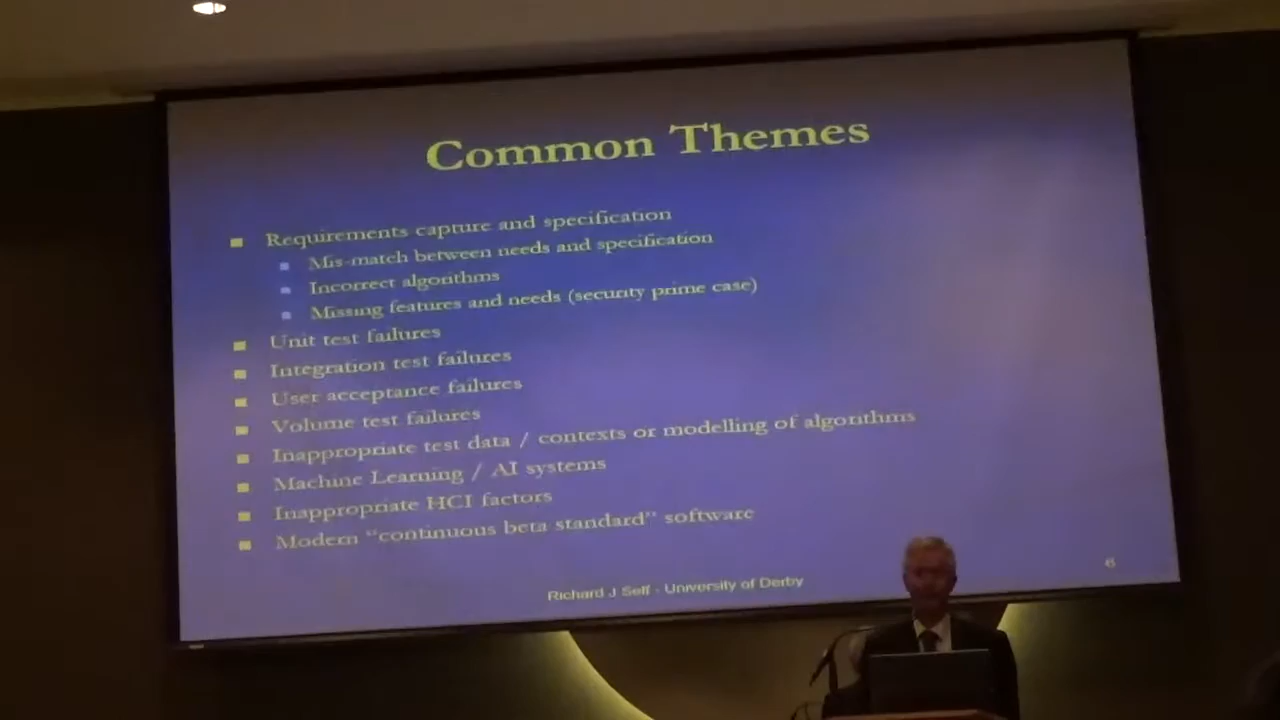 Common Themes
Requirements capture and specification
Mis-match between needs and specification
Incorrect algorithms
Missing features and needs (security prime case)
Unit test failures
Integration test failures
User acceptance failures
Volume test failures
Inappropriate test data / contexts or modelling of algorithms
Machine Learning / AI systems
Inappropriate HCI factors
Modern "continuous beta standard" software
Richard J Self - University of Derby
6